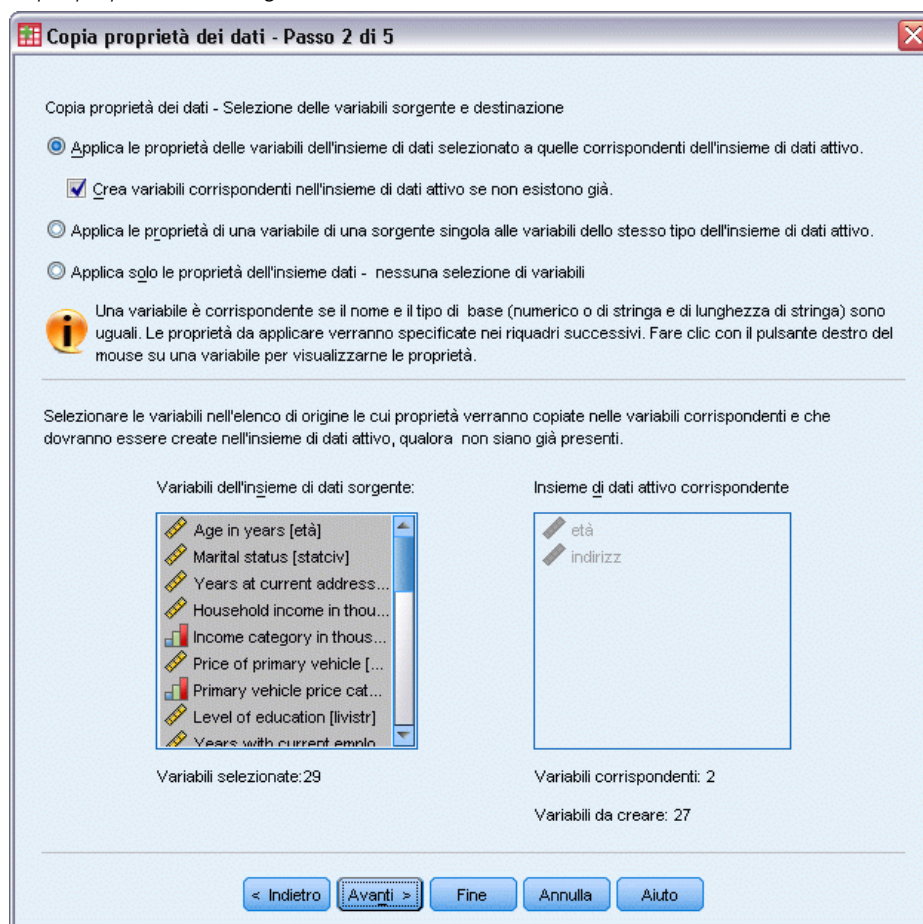 Copia proprietà dei dati - Passo 2 di 5
Copia proprietà dei dati - Selezione delle variabili sorgente e destinazione
Applica le proprietà delle variabili dell'insieme di dati selezionato a quelle corrispondenti dell'insieme di dati attivo.
Crea variabili corrispondenti nell'insieme di dati attivo se non esistono già.
Applica le proprietà di una variabile di una sorgente singola alle variabili dello stesso tipo dell'insieme di dati attivo.
Applica solo le proprietà dell'insieme dati - nessuna selezione di variabili
Una variabile è corrispondente se il nome e il tipo di base (numerico o di stringa e di lunghezza di stringa) sono
uguali. Le proprietà da applicare verranno specificate nei riquadri successivi. Fare clic con il pulsante destro del
mouse su una variabile per visualizzarne le proprietà.
Selezionare le variabili nell'elenco di origine le cui proprietà verranno copiate nelle variabili corrispondenti e che
dovranno essere create nell'insieme di dati attivo, qualora non siano già presenti.
Variabili dell'insieme di dati sorgente:
Age in years [età]
Marital status [statciv]
Years at current address...
Household income in thou...
Income category in thous...
Price of primary vehicle [...
Primary vehicle price cat...
Level of education [livistr]
Years with current emplo
Variabili selezionate:29
Insieme di dati attivo corrispondente
età
indirizz
Variabili corrispondenti: 2
Variabili da creare: 27
< Indietro
Avanti >
Fine
Annulla
Aiuto